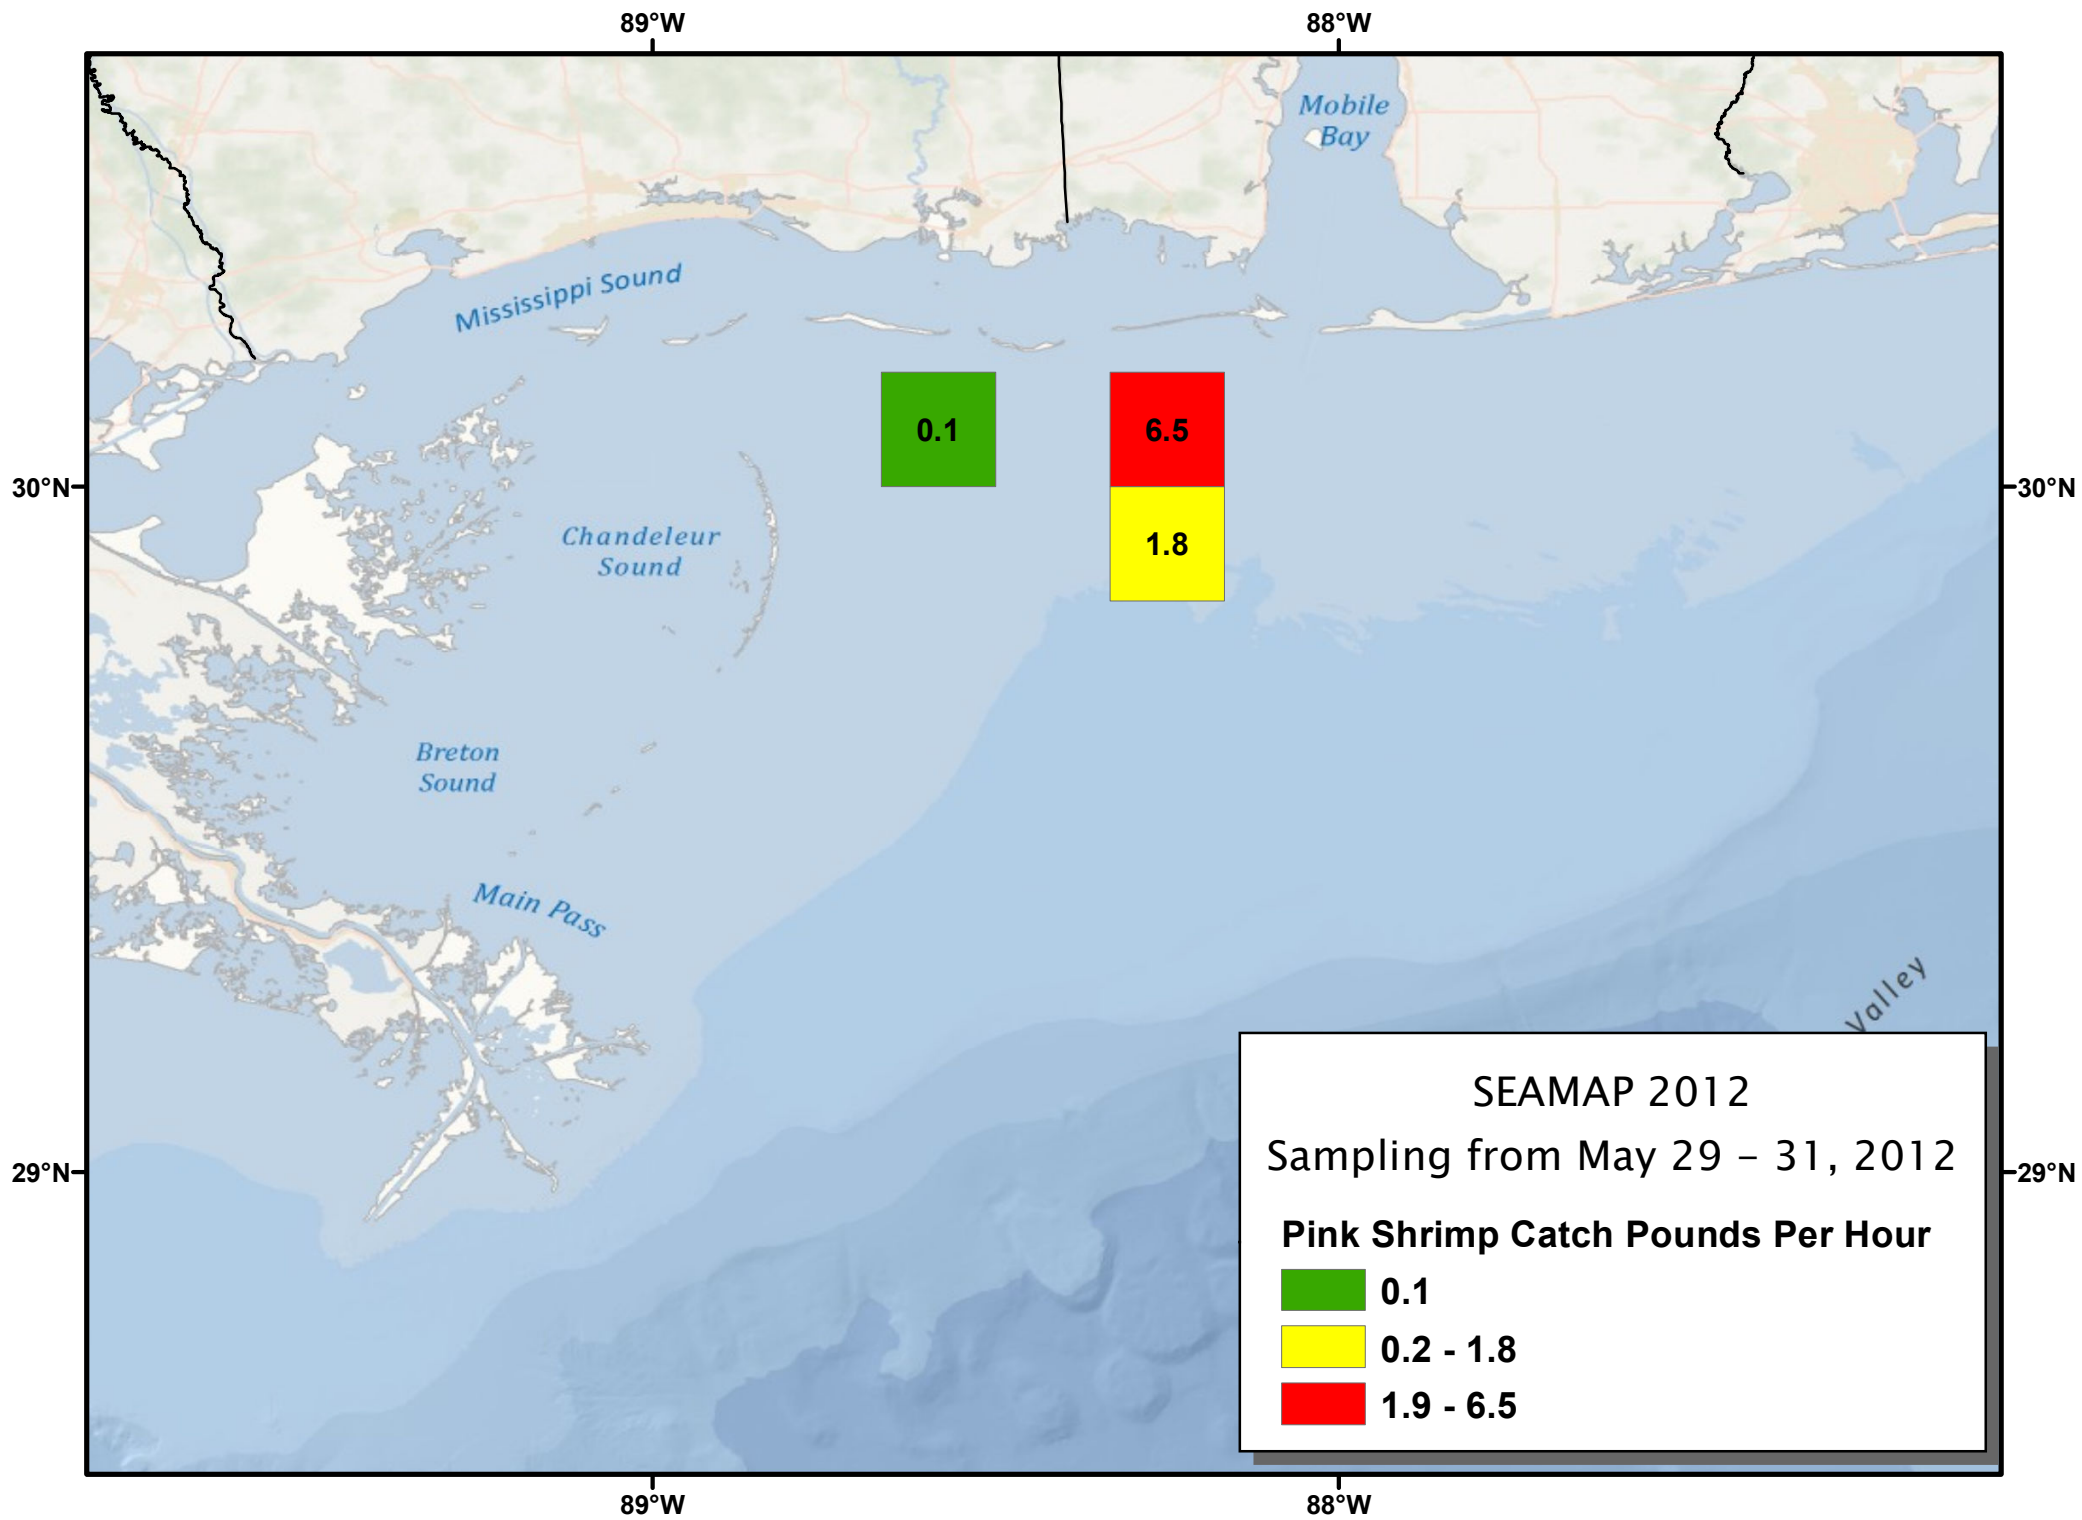 89°W
88°W
Mobile
Bay
Mississippi Sound
0.1
6.5
30°N
30°N
1.8
Chandeleur
Sound
Breton
Sound
Main Pass
Valley
29°N
29°N
SEAMAP 2012
Sampling from May 29 – 31, 2012
Pink Shrimp Catch Pounds Per Hour
0.1
0.2 - 1.8
1.9 - 6.5
89°W
88°W